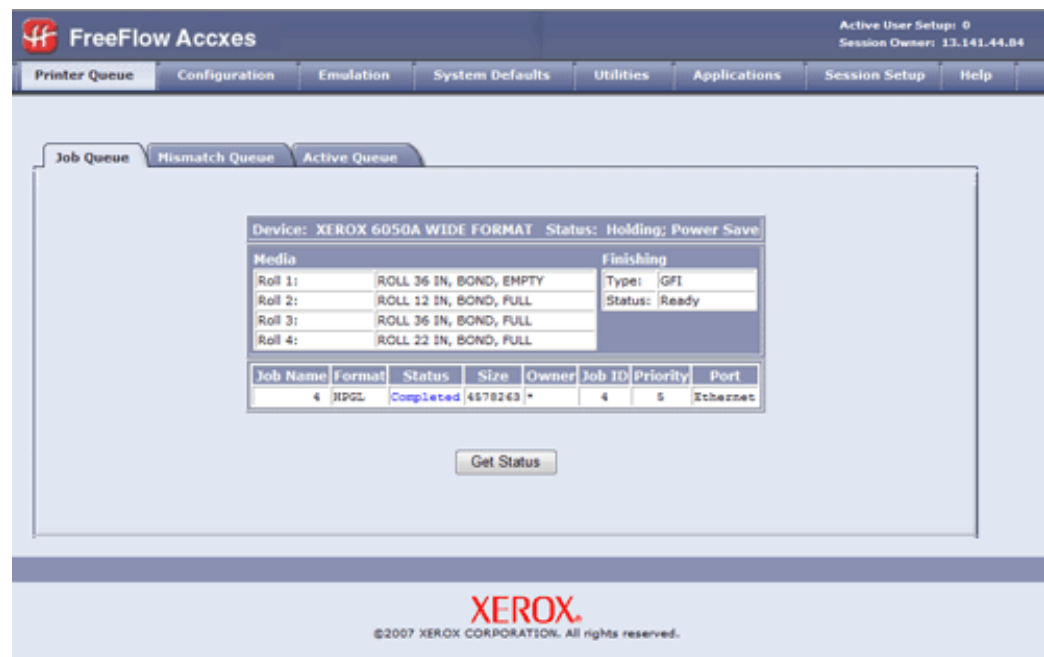 FreeFlow Accxes
Active User Setup: 0
Session Owner: 13.141.44.84
Printer Queue Configuration Emulation System Defaults Utilities Applications Session Setup Help
Job Queue Mismatch Queue Active Queue
Device: XEROX 6050A WIDE FORMAT Status: Holding; Power Save
Media Finishing
Roll 1: ROLL 36 IN, BOND, EMPTY Type: GFI
Roll 2: ROLL 12 IN, BOND, FULL Status: Ready
Roll 3: ROLL 36 IN, BOND, FULL
Roll 4: ROLL 22 IN, BOND, FULL
Job Name Format Status Size Owner Job ID Priority Port
4 HPGL Completed 4578263 * 4 5 Ethernet
Get Status
XEROX®
©2007 XEROX CORPORATION. All rights reserved.